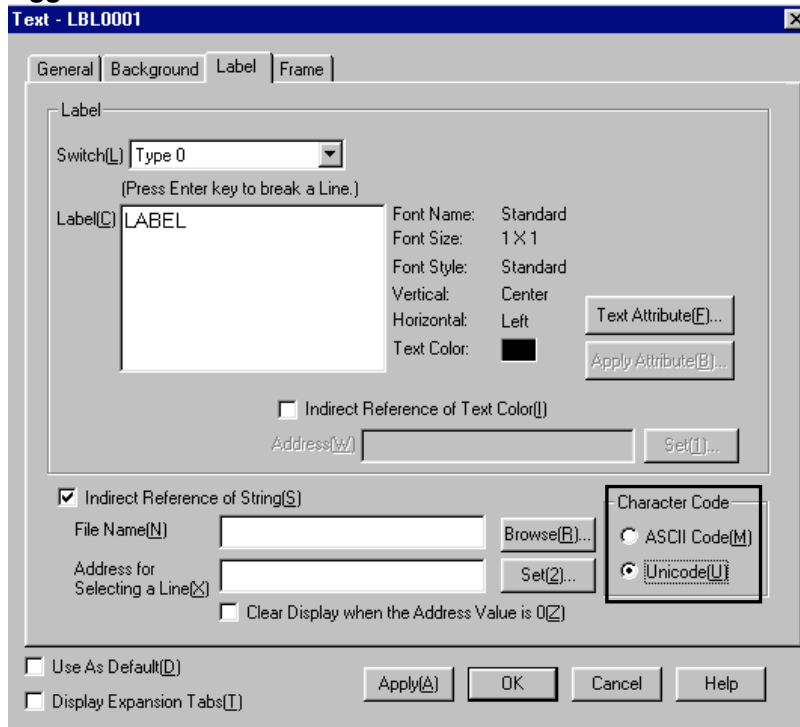 Text - LBL0001
General Background Label Frame
Label
Switch(L) Type 0
(Press Enter key to break a Line.)
Label(C) LABEL
Font Name: Standard
Font Size: 1 X 1
Font Style: Standard
Vertical: Center
Horizontal: Left
Text Color:
Text Attribute(F)...
Apply Attribute(B)...
Indirect Reference of Text Color(I)
Address(W) Set(1)...
Indirect Reference of String(S)
File Name(N) Browse(R)...
Address for
Selecting a Line(X) Set(2)...
Clear Display when the Address Value is 0(Z)
Character Code
ASCII Code(M)
Unicode(U)
Use As Default(D)
Display Expansion Tabs(T)
Apply(A) OK Cancel Help